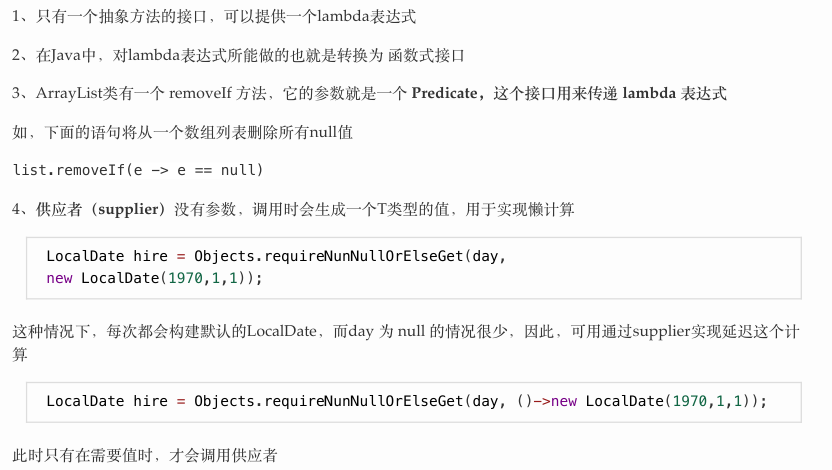 1、只有一个抽象方法的接口，可以提供一个lambda表达式
2、在Java中，对lambda表达式所能做的也就是转换为 函数式接口
3、ArrayList类有一个 removeIf 方法，它的参数就是一个 Predicate，这个接口用来传递 lambda 表达式
如，下面的语句将从一个数组列表删除所有null值
list.removeIf(e -> e == null)
4、供应者（supplier）没有参数，调用时会生成一个T类型的值，用于实现懒计算
LocalDate hire = Objects.requireNunNullOrElseGet(day,
new LocalDate(1970,1,1));
这种情况下，每次都会构建默认的LocalDate，而day 为 null 的情况很少，因此，可用通过supplier实现延迟这个计
算
LocalDate hire = Objects.requireNunNullOrElseGet(day, ()->new LocalDate(1970,1,1));
此时只有在需要值时，才会调用供应者